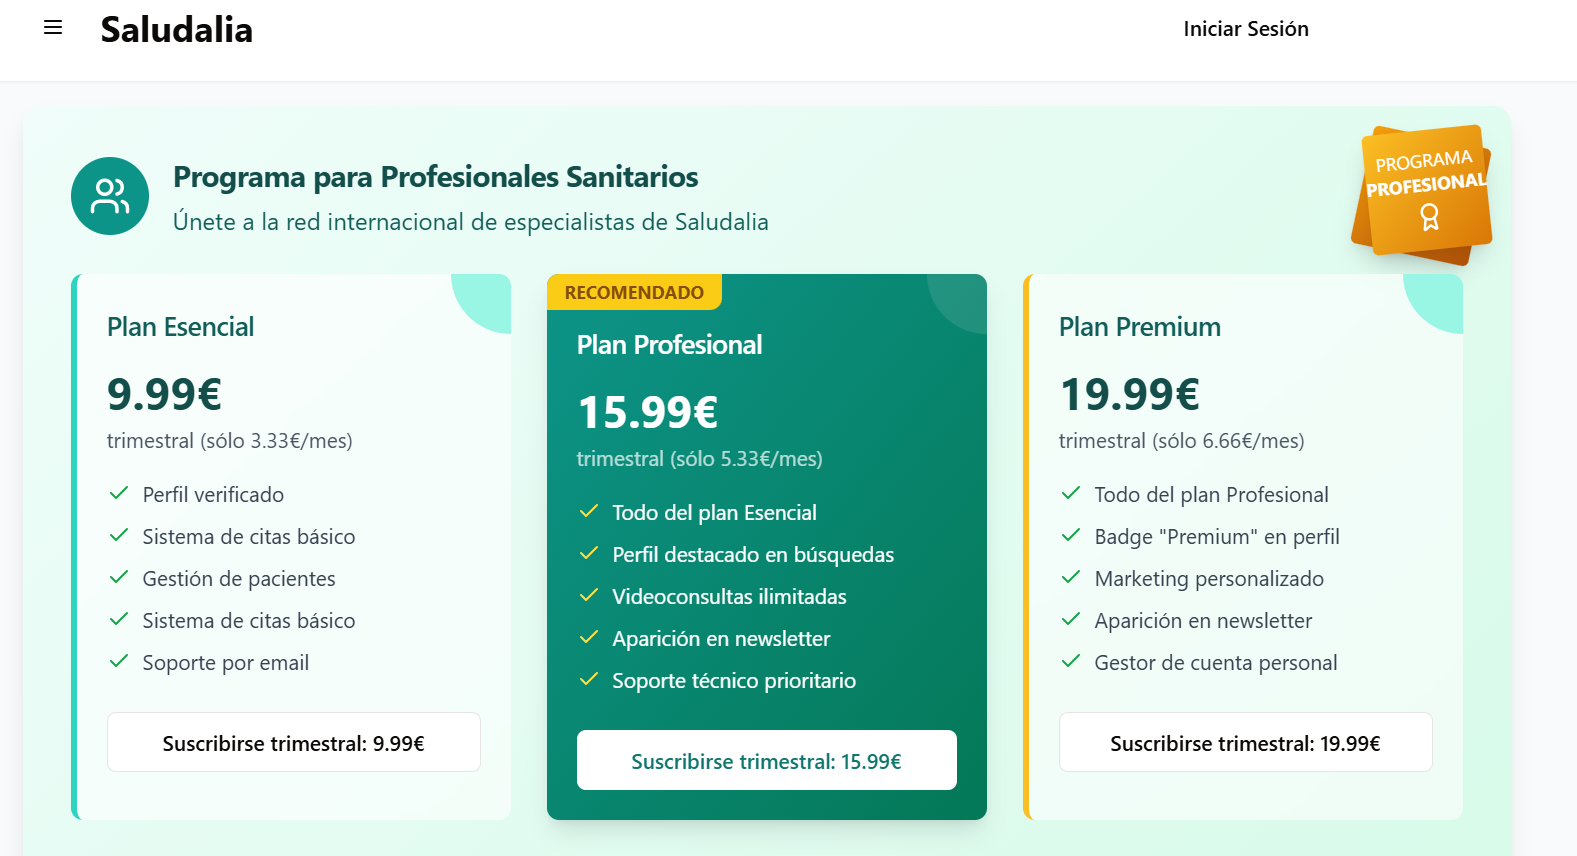 Saludalia
Iniciar Sesión
Programa para Profesionales Sanitarios
Únete a la red internacional de especialistas de Saludalia
PROGRAMA
PROFESIONAL
Plan Esencial
9.99€
trimestral (sólo 3.33€/mes)
Perfil verificado
Sistema de citas básico
Gestión de pacientes
Sistema de citas básico
Soporte por email
Suscribirse trimestral: 9.99€
RECOMENDADO
Plan Profesional
15.99€
trimestral (sólo 5.33€/mes)
Todo del plan Esencial
Perfil destacado en búsquedas
Videoconsultas ilimitadas
Aparición en newsletter
Soporte técnico prioritario
Suscribirse trimestral: 15.99€
Plan Premium
19.99€
trimestral (sólo 6.66€/mes)
Todo del plan Profesional
Badge "Premium" en perfil
Marketing personalizado
Aparición en newsletter
Gestor de cuenta personal
Suscribirse trimestral: 19.99€